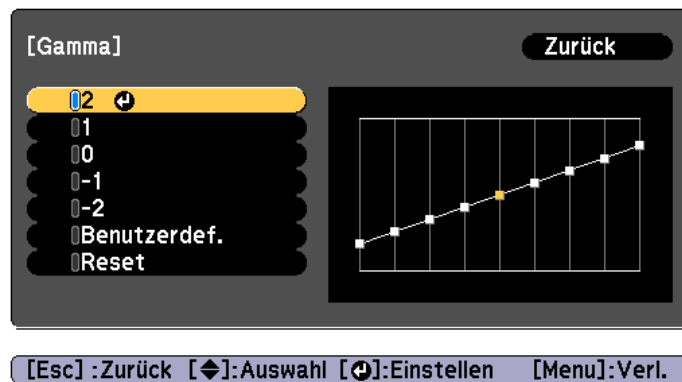 [Gamma]
Zurück
2
1
0
-1
-2
Benutzerdef.
Reset
[Esc] :Zurück [◆]:Auswahl [↵]:Einstellen [Menu]:Verl.